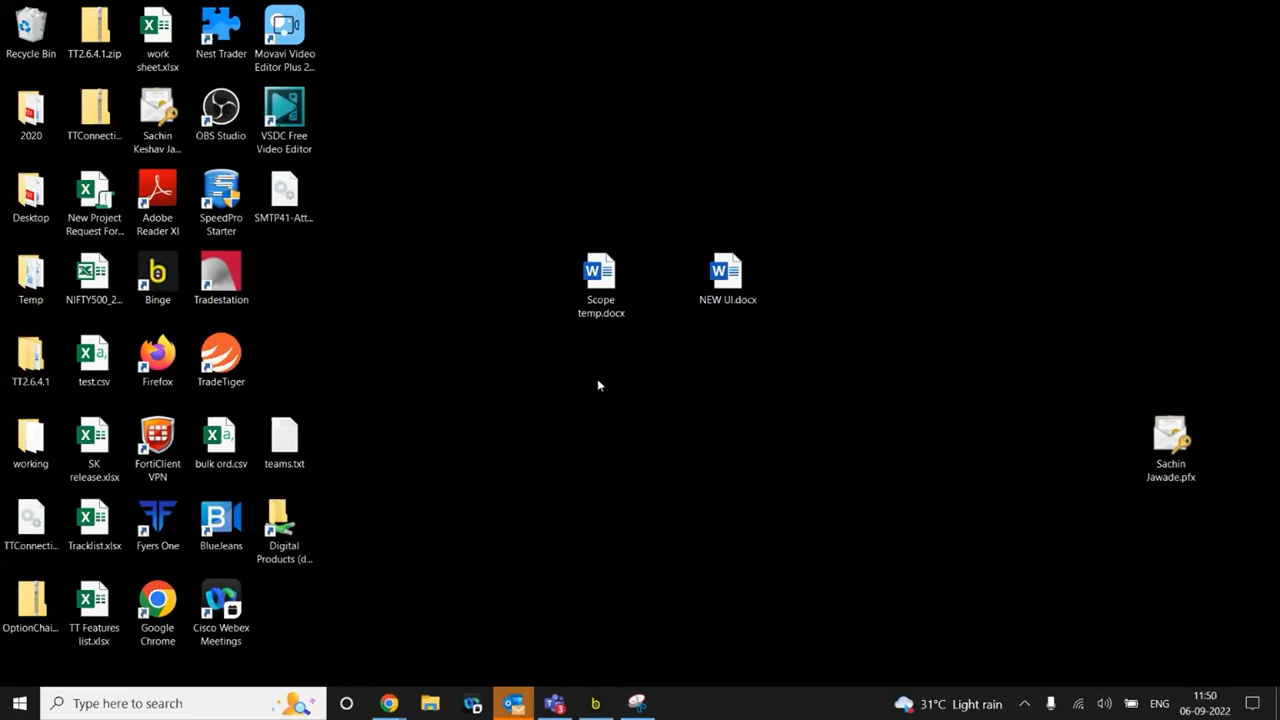 Recycle Bin
TT2.6.4.1.zip
work
sheet.xlsx
Nest Trader
Movavi Video
Editor Plus 2...
2020
TTConnecti...
Sachin
Keshav Ja...
OBS Studio
VSDC Free
Video Editor
Desktop
New Project
Request For...
Adobe
Reader XI
SpeedPro
Starter
SMTP41-Att...
Temp
NIFTY500_2...
Binge
Tradestation
Scope
temp.docx
NEW UI.docx
TT2.6.4.1
test.csv
Firefox
TradeTiger
working
SK
release.xlsx
FortiClient
VPN
bulk ord.csv
teams.txt
Sachin
Jawade.pfx
TTConnecti...
Tracklist.xlsx
Fyers One
BlueJeans
Digital
Products (d...
OptionChai...
TT Features
list.xlsx
Google
Chrome
Cisco Webex
Meetings
Type here to search
31°C Light rain
ENG
11:50
06-09-2022